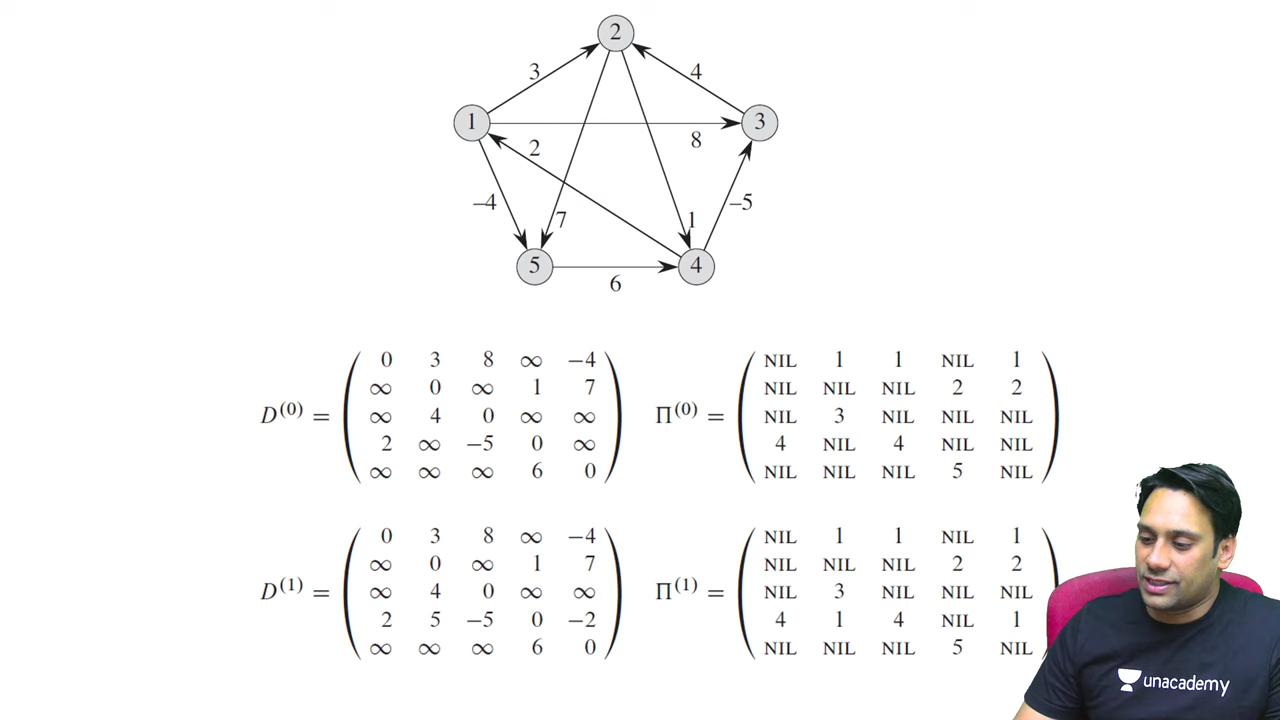 2
3 4
1 3
8
2
-4 7 1 -5
5 4
6
D(0) = 0 3 8 ∞ −4 Π(0) = NIL 1 1 NIL 1
∞ 0 ∞ 1 7 NIL NIL NIL 2 2
∞ 4 0 ∞ ∞ NIL 3 NIL NIL NIL
2 ∞ −5 0 ∞ 4 NIL 4 NIL NIL
∞ ∞ ∞ 6 0 NIL NIL NIL 5 NIL
D(1) = 0 3 8 ∞ −4 Π(1) = NIL 1 1 NIL 1
∞ 0 ∞ 1 7 NIL NIL NIL 2 2
∞ 4 0 ∞ ∞ NIL 3 NIL NIL NIL
2 5 −5 0 −2 4 1 4 NIL 1
∞ ∞ ∞ 6 0 NIL NIL NIL 5 NIL
unacademy